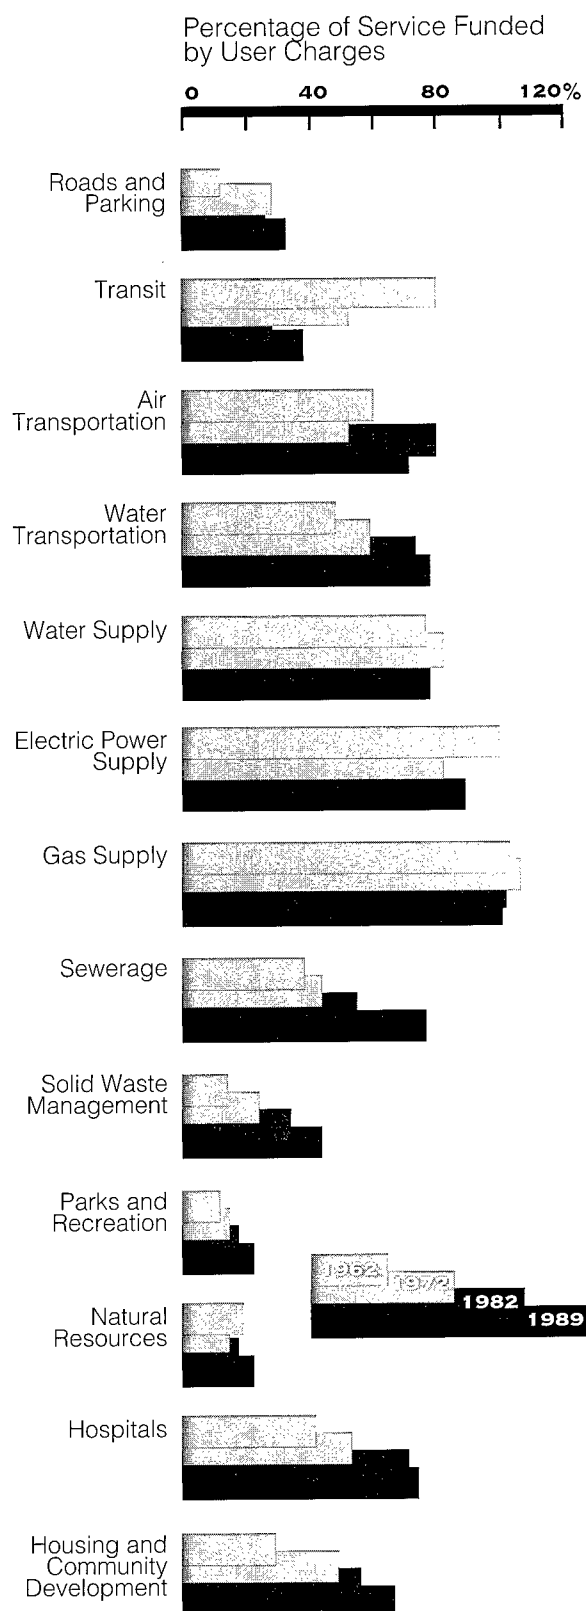 Percentage of Service Funded
by User Charges
0 40 80 120%
Roads and
Parking
Transit
Air
Transportation
Water
Transportation
Water Supply
Electric Power
Supply
Gas Supply
Sewerage
Solid Waste
Management
Parks and
Recreation
1962
1972
1982
1989
Natural
Resources
Hospitals
Housing and
Community
Development